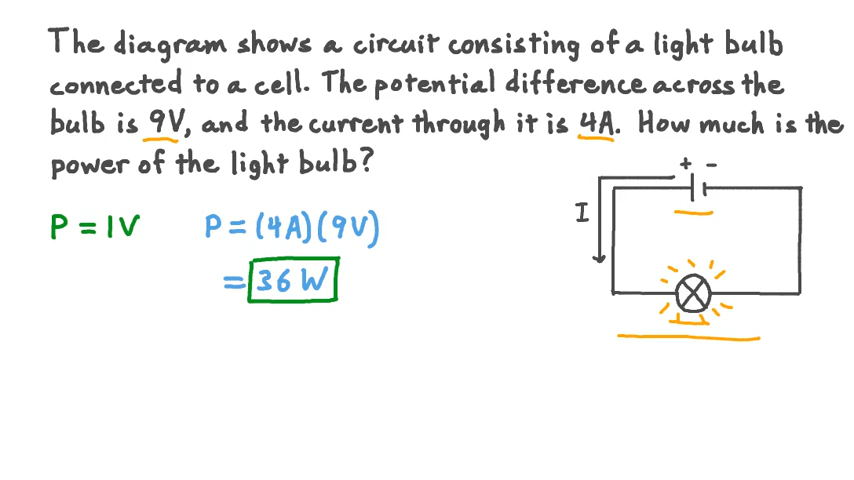 The diagram shows a circuit consisting of a light bulb
connected to a cell. The potential difference across the
bulb is 9V, and the current through it is 4A. How much is the
power of the light bulb?
+ -
I
P = IV P = (4A)(9V)
= 36 W